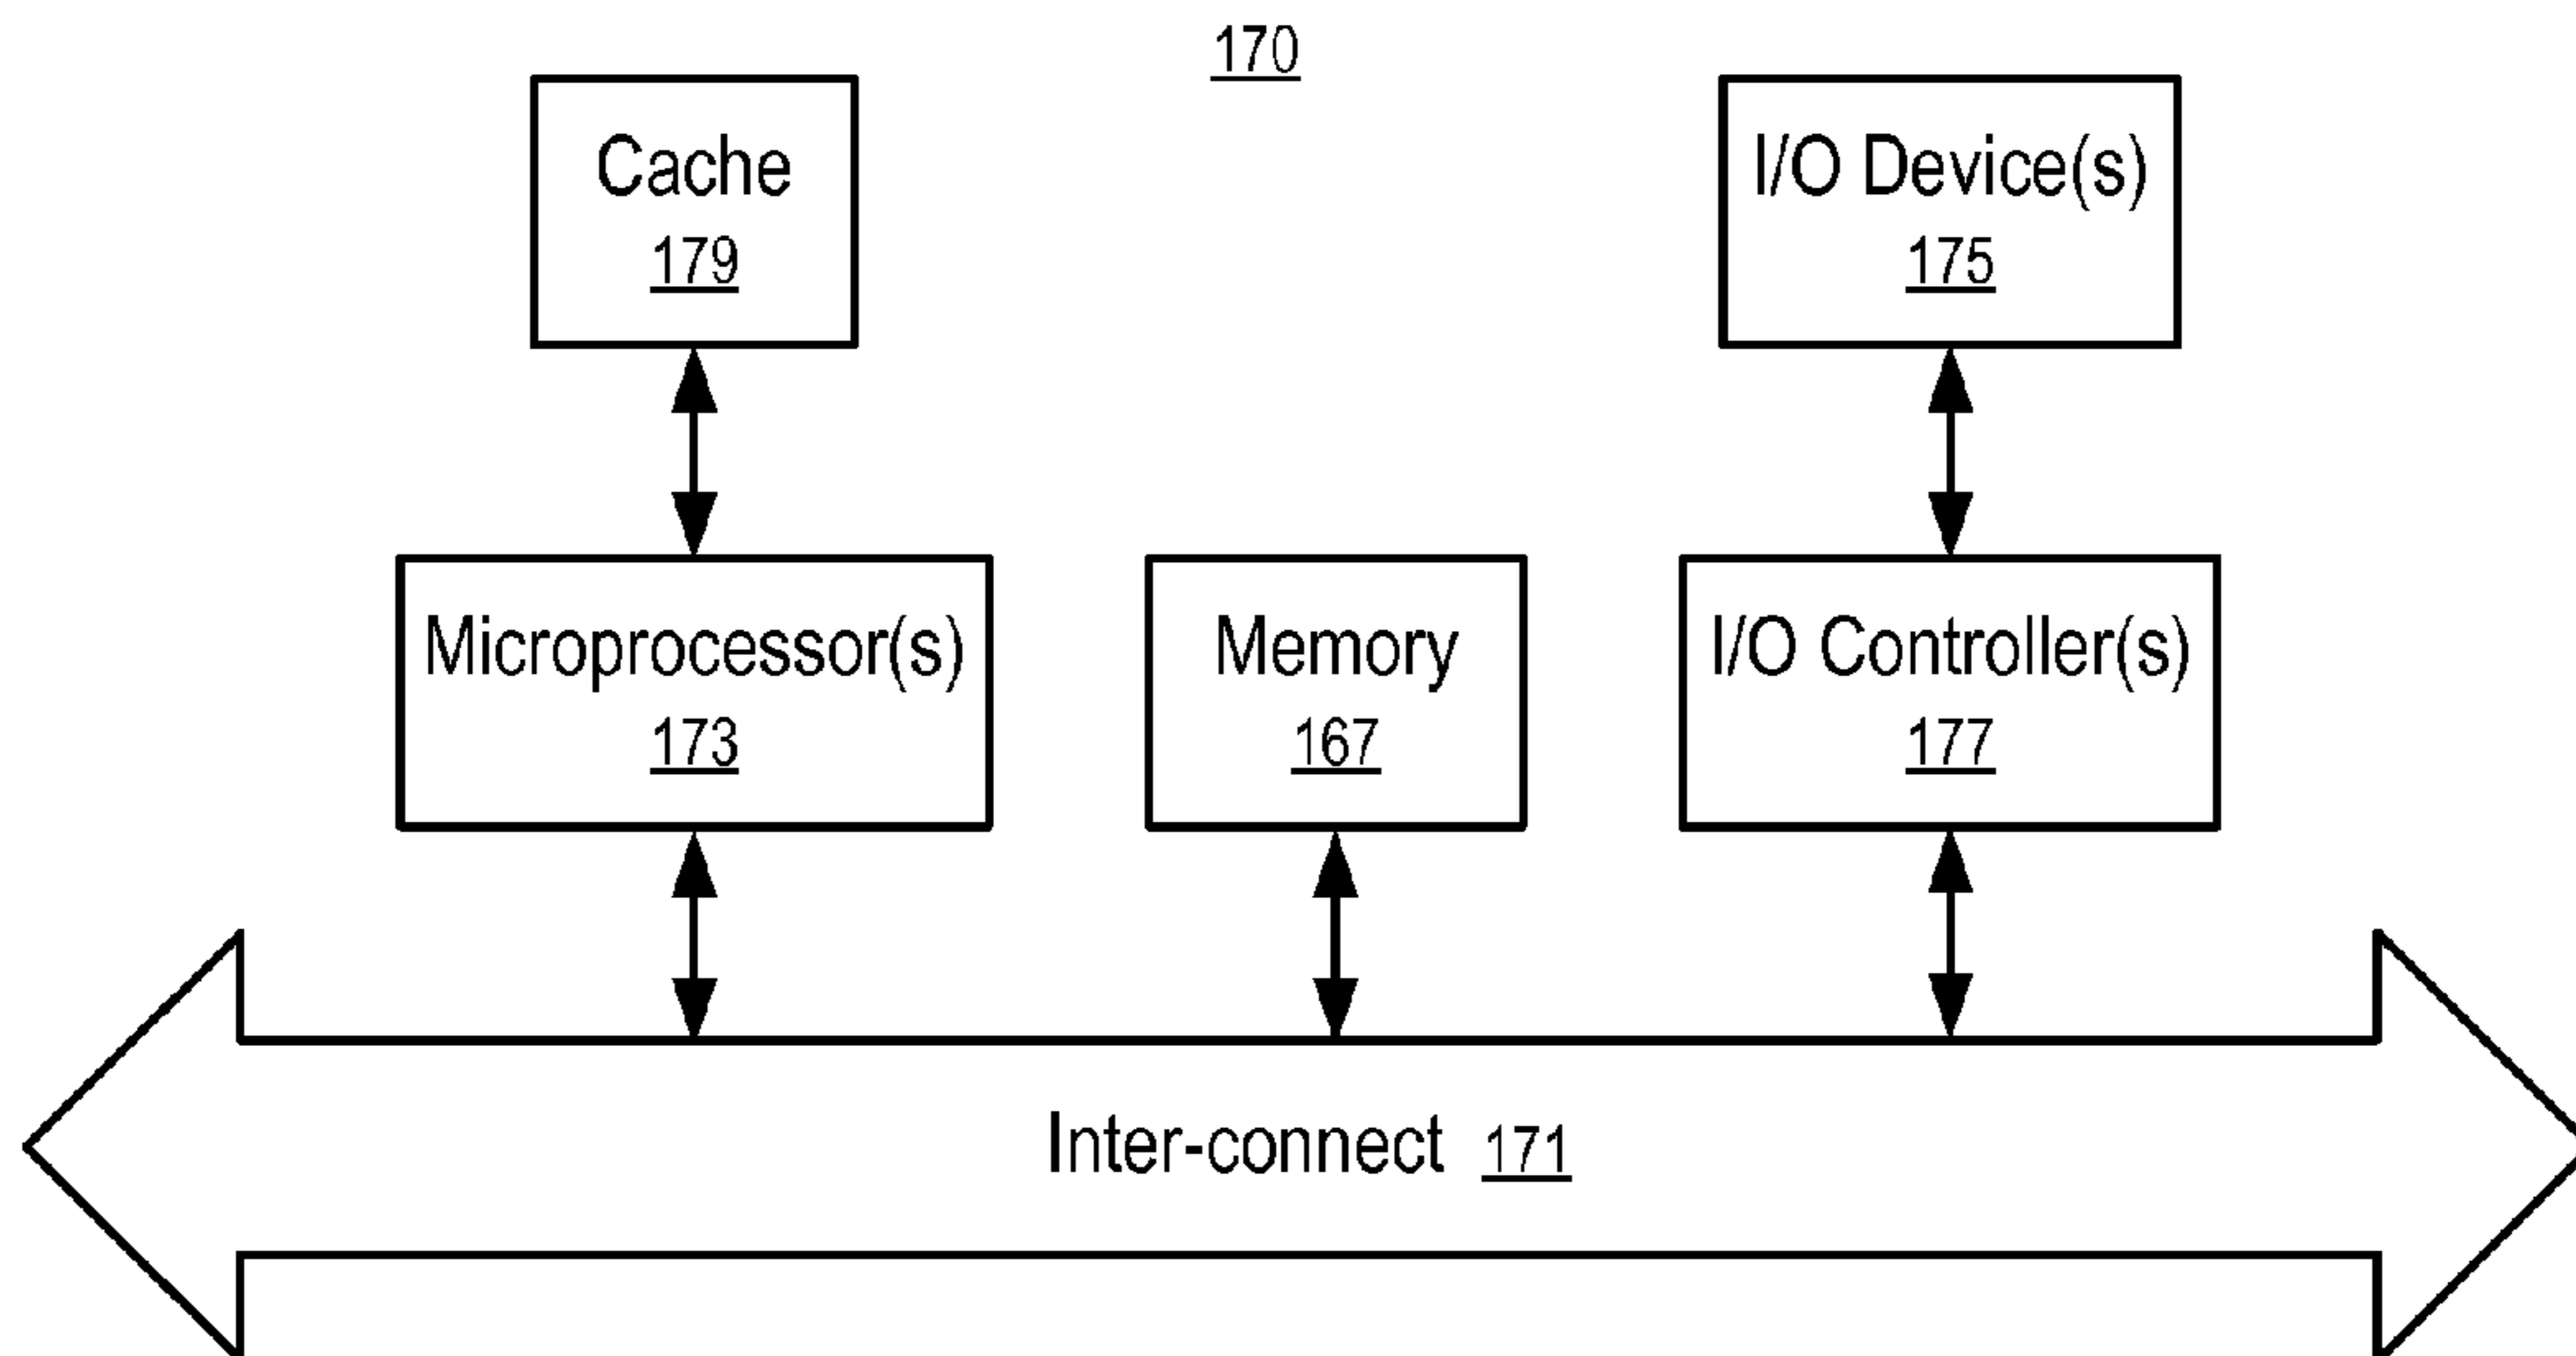 170
Cache
179
I/O Device(s)
175
Microprocessor(s)
173
Memory
167
I/O Controller(s)
177
Inter-connect 171